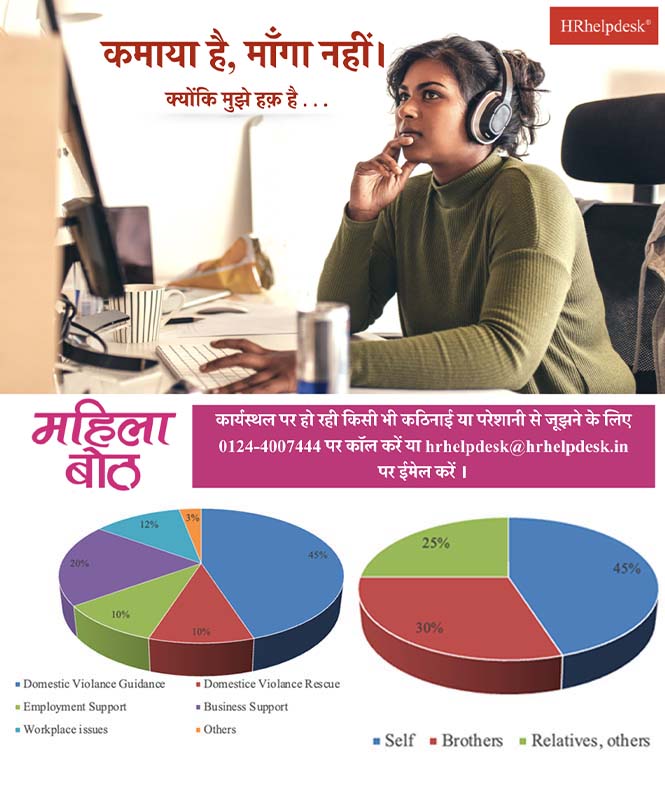 HRhelpdesk®
कमाया है, माँगा नहीं।
क्योंकि मुझे हक़ है . . .
महिला
बोठ
कार्यस्थल पर हो रही किसी भी कठिनाई या परेशानी से जूझने के लिए
0124-4007444 पर कॉल करें या hrhelpdesk@hrhelpdesk.in
पर ईमेल करें ।
3%
12%
45%
20%
10%
10%
Domestic Violance Guidance
Domestice Violance Rescue
Employment Support
Business Support
Workplace issues
Others
25%
45%
30%
Self
Brothers
Relatives, others